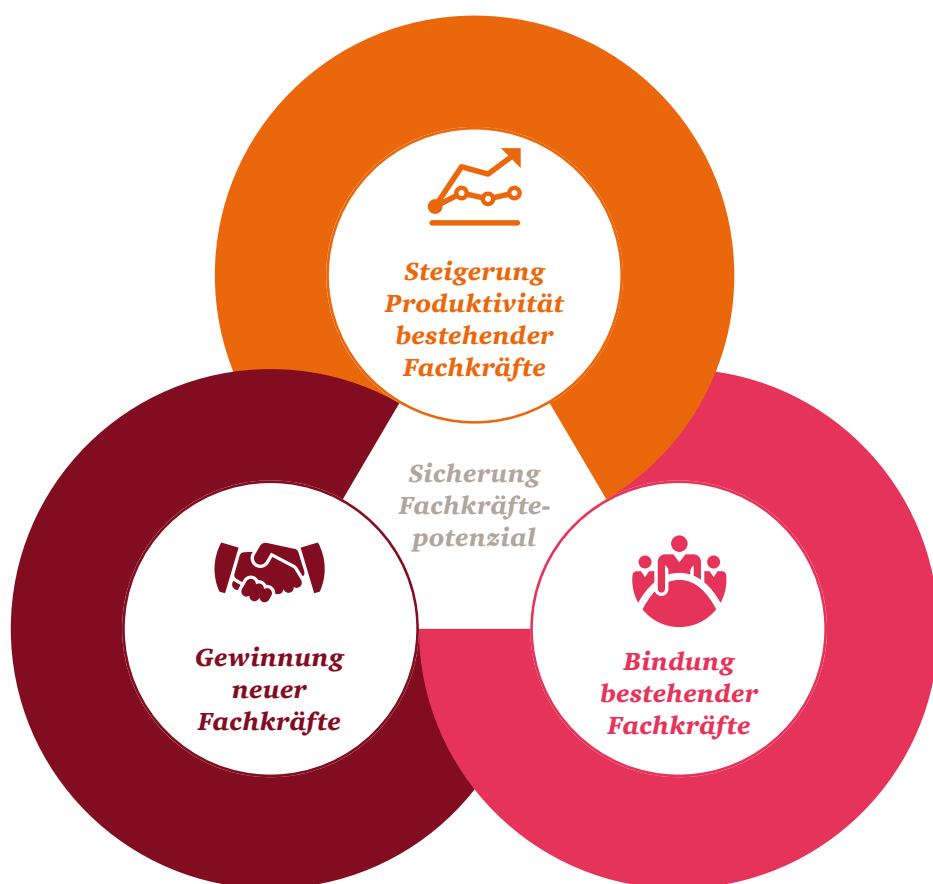 Steigerung
Produktivität
bestehender
Fachkräfte
Sicherung
Fachkräfte-
potenzial
Gewinnung
neuer
Fachkräfte
Bindung
bestehender
Fachkräfte